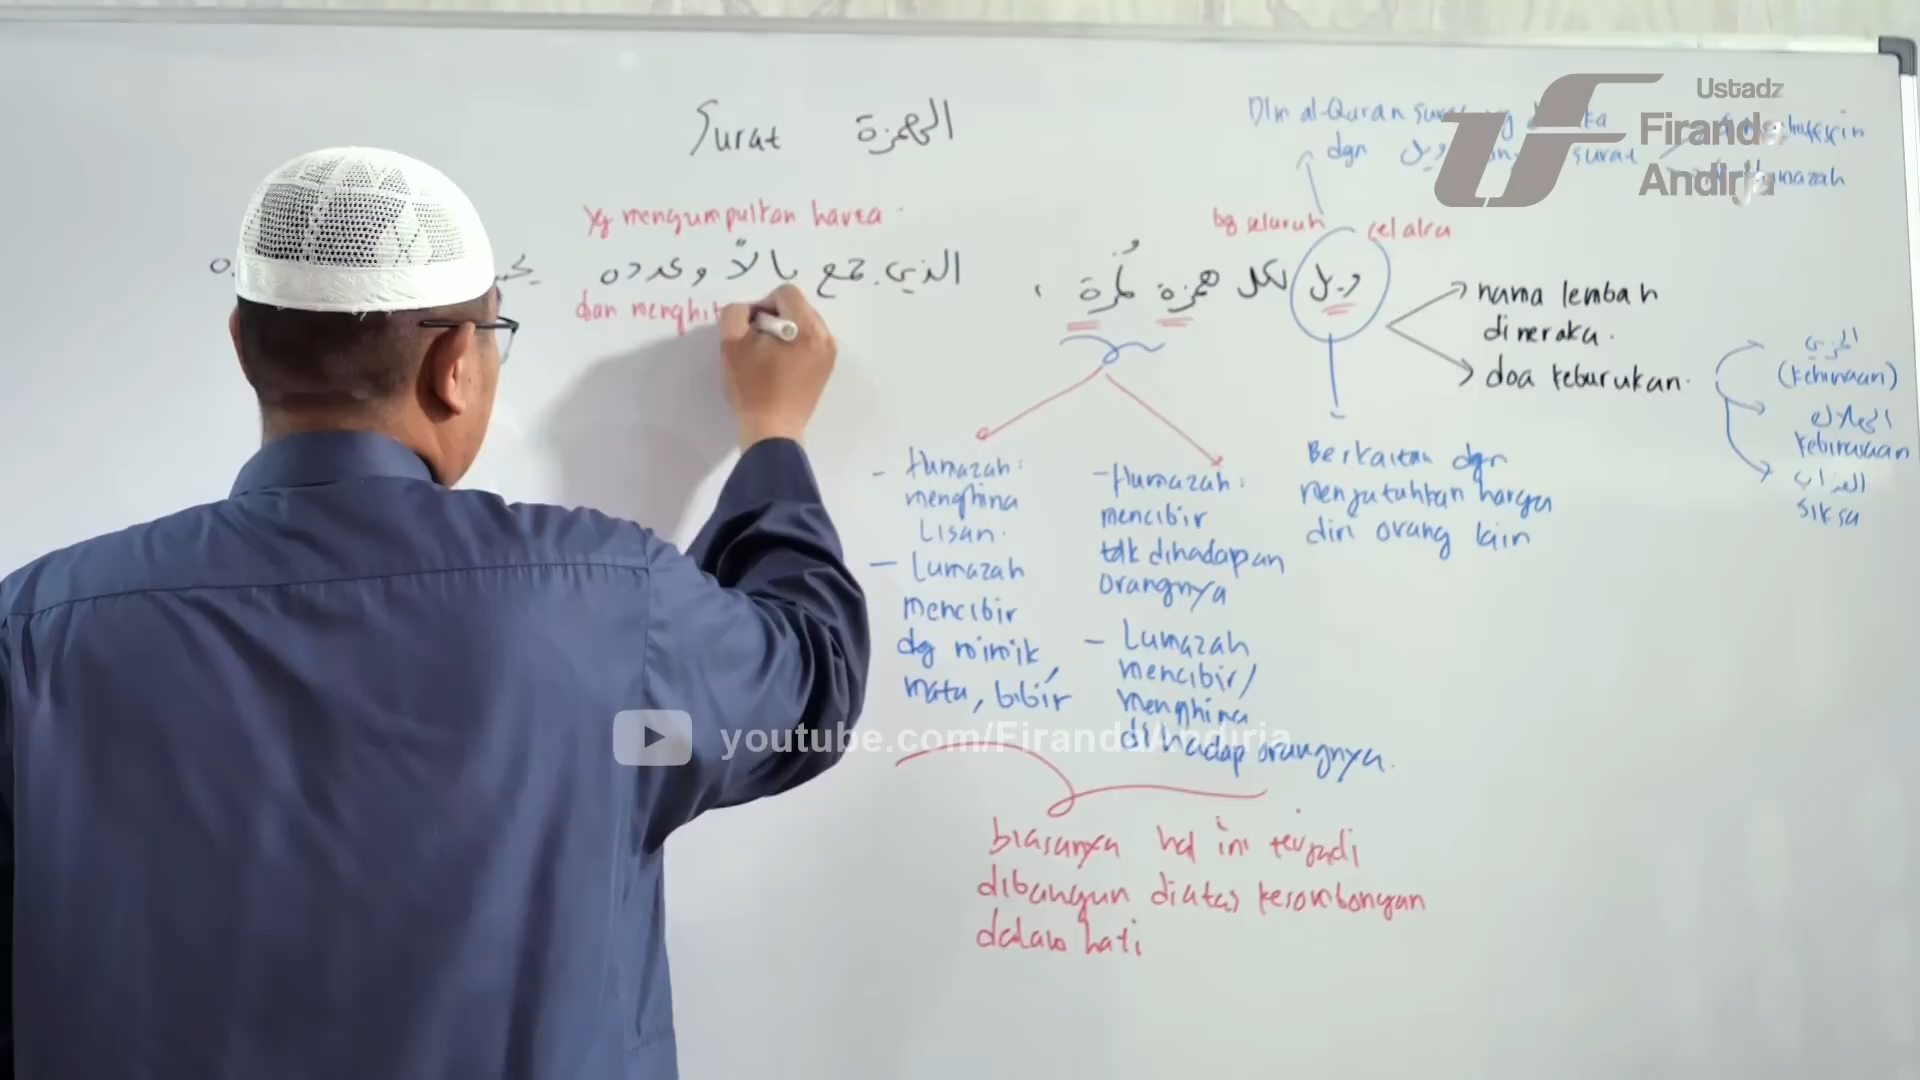 Surat الهمزة
Dlm al-Quran
dgn ويل surat
Humazah
Ustadz
Firanda
Andirja
yg mengumpulkan harta
bg seluruh celaka
ويل لكل همزة لمزة ، الذي جمع مالاً وعدده
dan menghit
nama lembah
di neraka.
doa keburukan.
الخزي
(kehinaan)
الهلاك
kebinasaan
العذاب
siksa
- Humazah:
menghina
Lisan.
- Lumazah
mencibir
dg mimik,
mata, bibir
- Humazah:
mencibir
tdk dihadapan
orangnya
- Lumazah
mencibir/
menghina
dihadap orangnya.
Berkaitan dgn
menjatuhkan harga
diri orang lain
youtube.com/FirandaAndirja
biasanya hal ini terjadi
dibangun diatas kesombongan
dalam hati